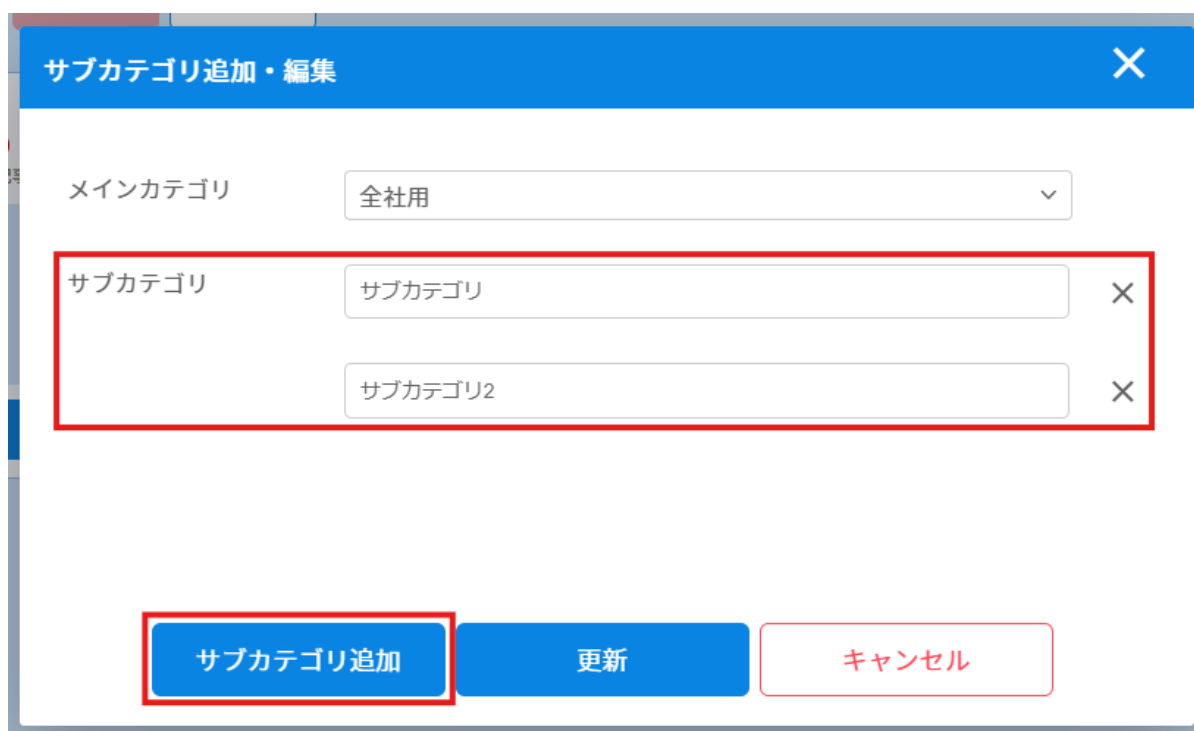 サブカテゴリ追加・編集
メインカテゴリ 全社用
サブカテゴリ サブカテゴリ
サブカテゴリ2
サブカテゴリ追加 更新 キャンセル